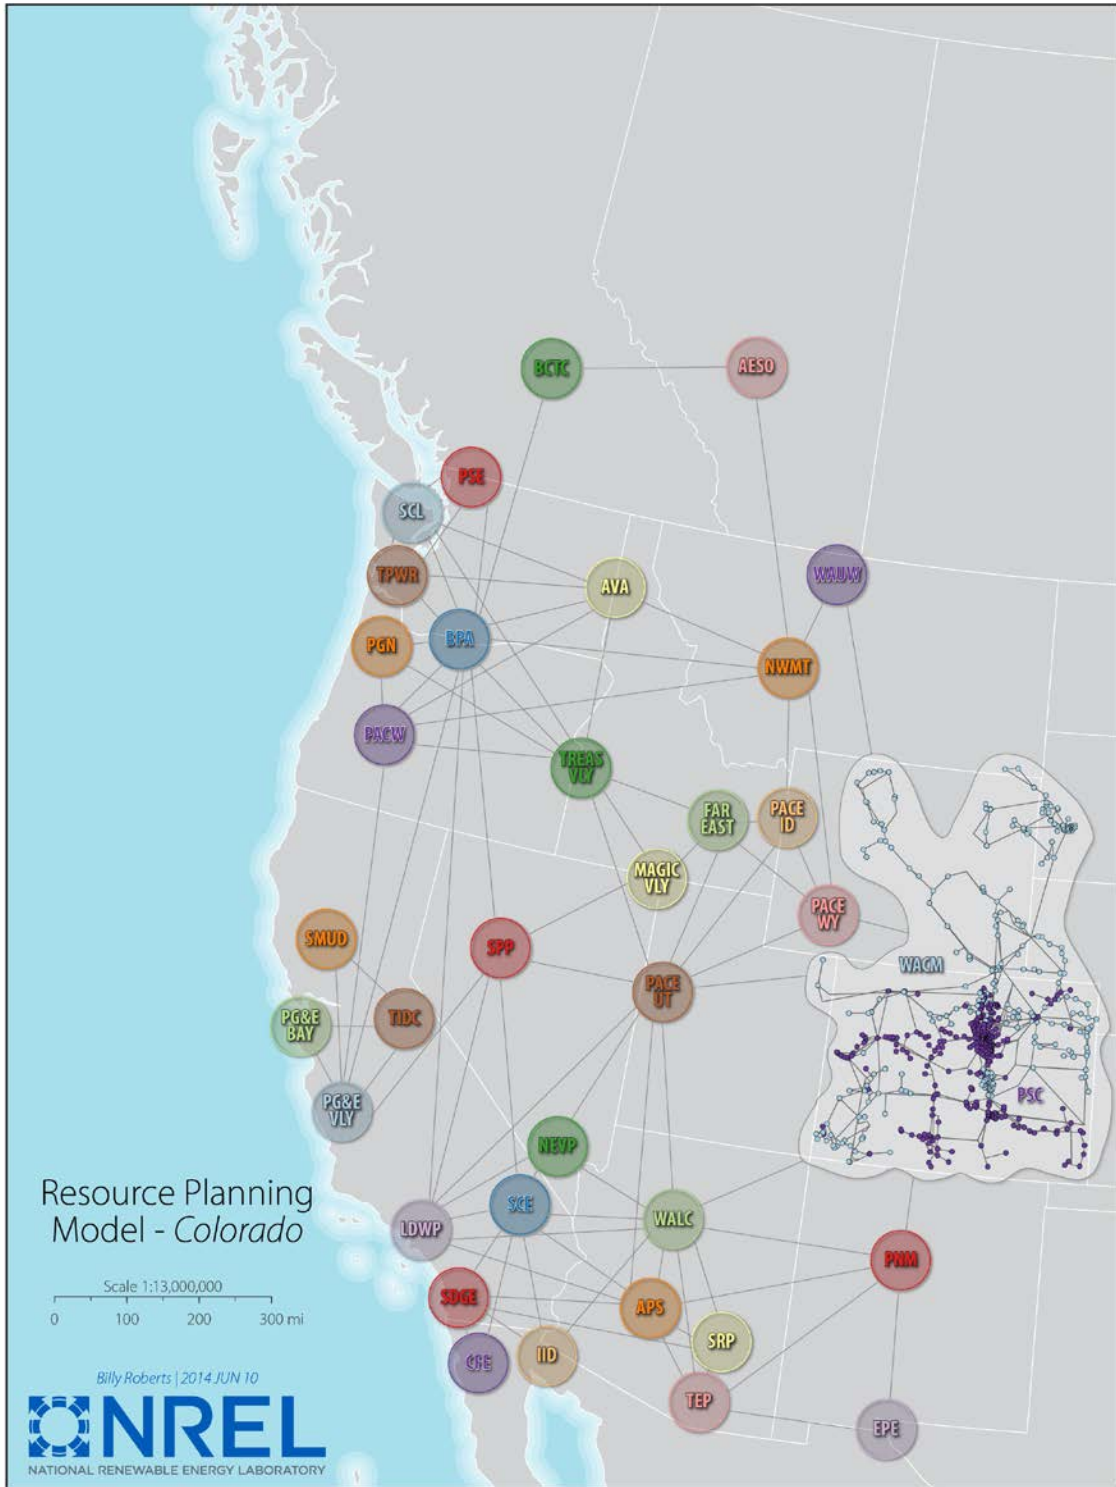 BCTC
AESO
PSE
SCL
TPWR
AVA
WAUW
PGN
BPA
NWMT
PACW
TREAS
VLY
FAR
EAST
PACE
ID
MAGIC
VLY
PACE
WY
SMUD
SPP
WACM
PACE
UT
PG&E
BAY
TIDC
PG&E
VLY
PSC
NEVP
Resource Planning
Model - Colorado
SCE
LDWP
WALC
PNM
Scale 1:13,000,000
0 100 200 300 mi
SDGE
APS
SRP
CFE
IID
TEP
EPE
Billy Roberts | 2014 JUN 10
NREL
NATIONAL RENEWABLE ENERGY LABORATORY